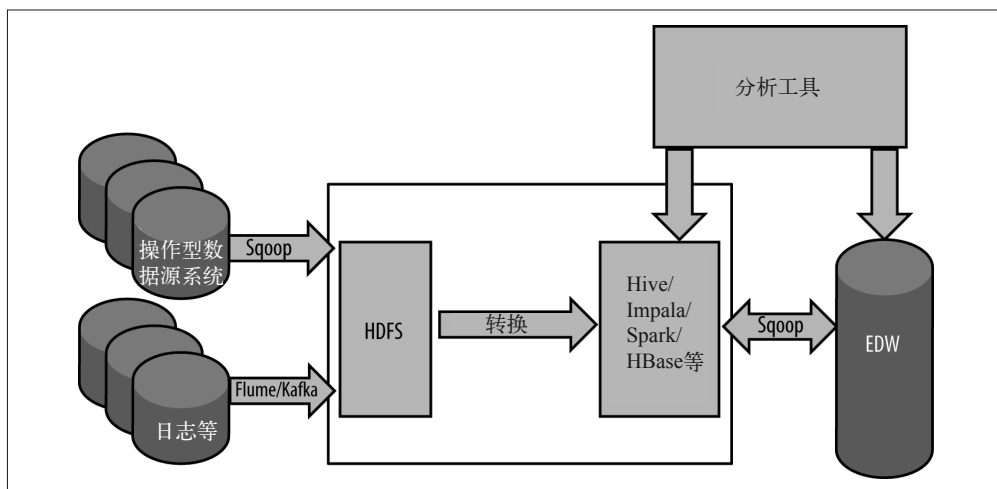 分析工具
操作型数
据源系统
Sqoop
HDFS
转换
Hive/
Impala/
Spark/
HBase等
Sqoop
EDW
Flume/Kafka
日志等